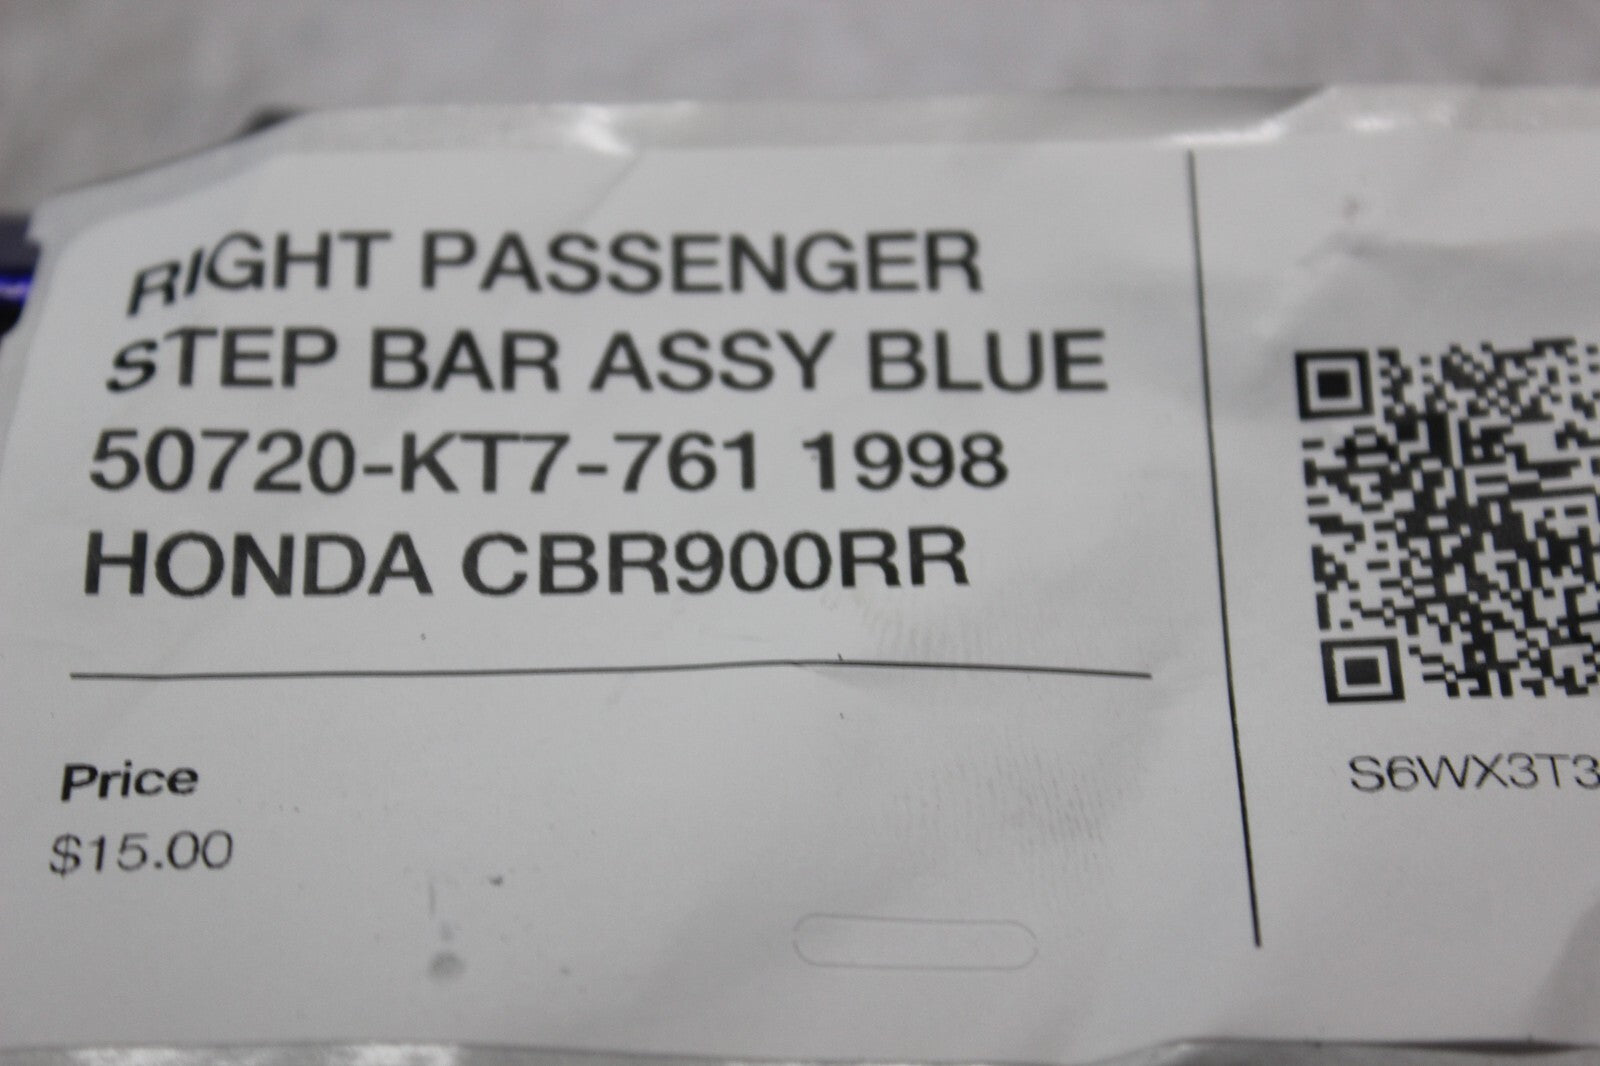 RIGHT PASSENGER
STEP BAR ASSY BLUE
50720-KT7-761 1998
HONDA CBR900RR
Price
$15.00
S6WX3T3